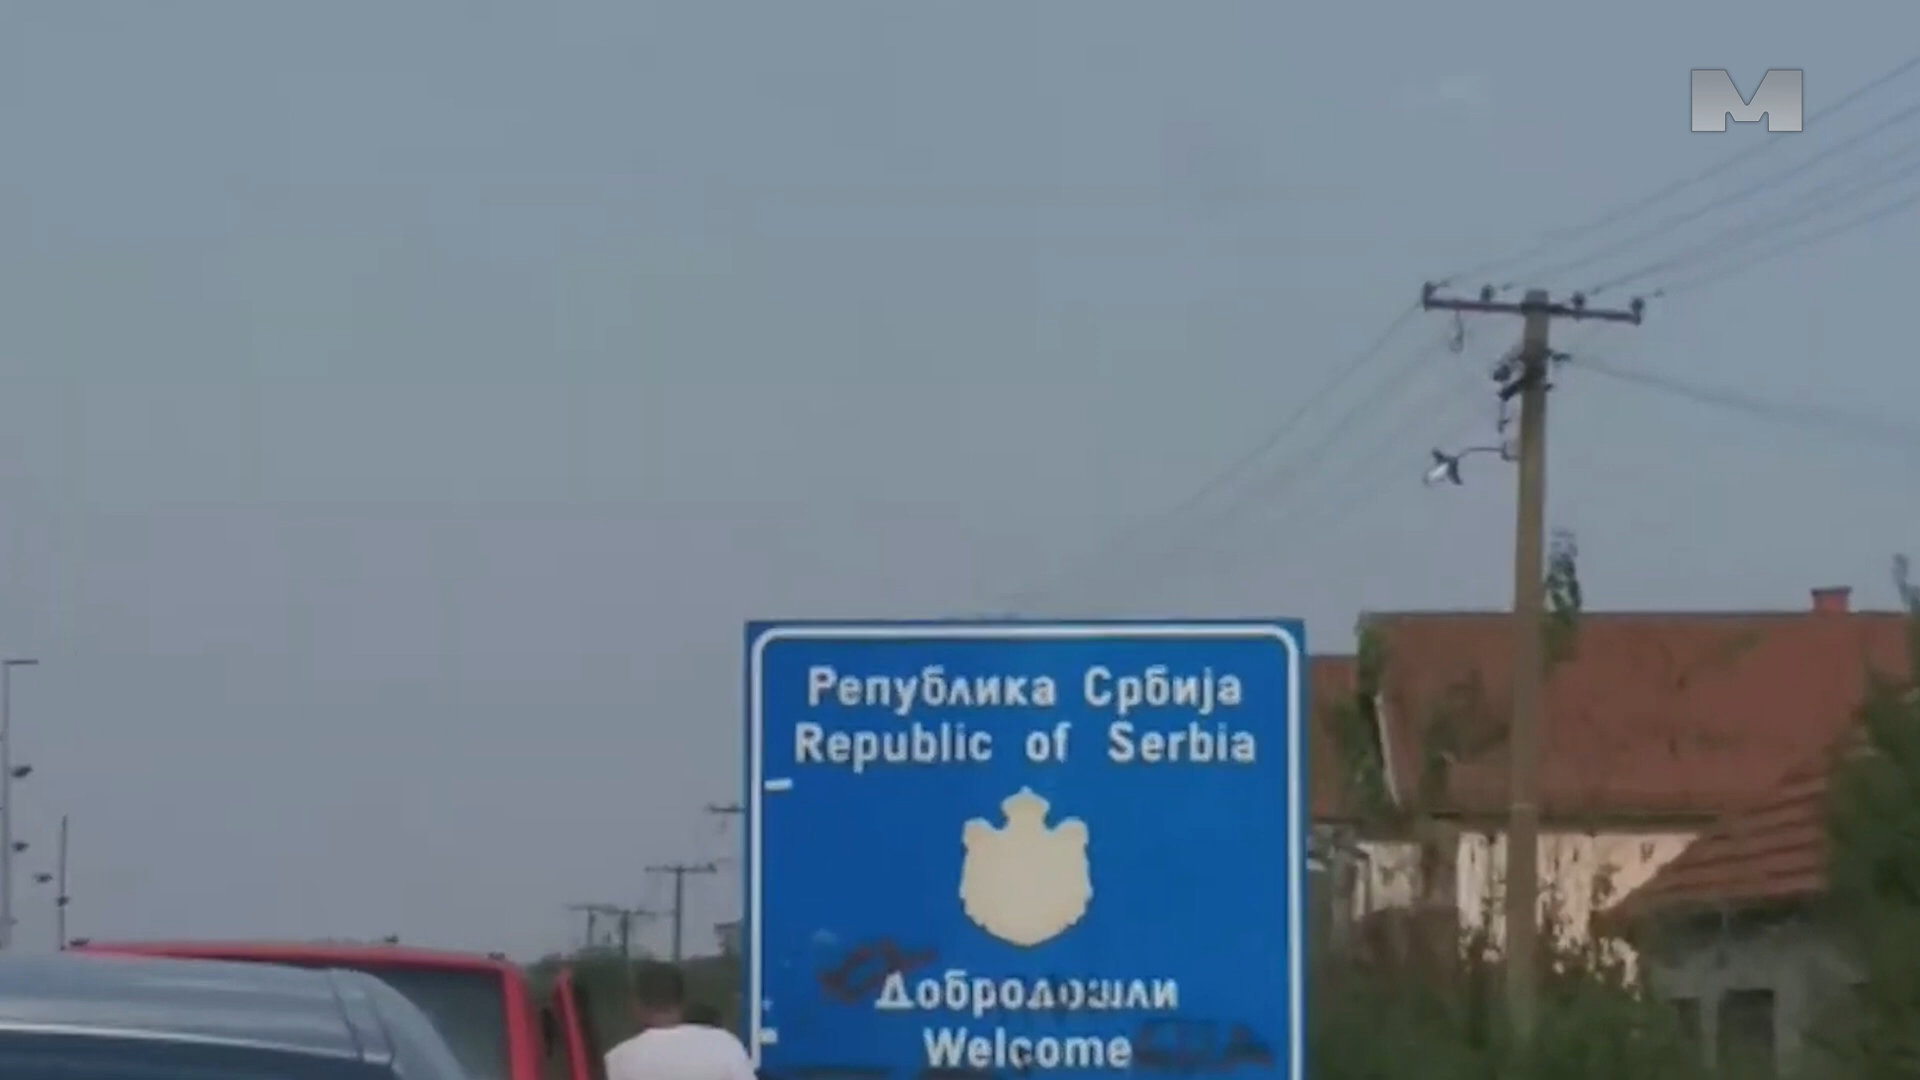 M
Република Србија
Republic of Serbia
Добродошли
Welcome